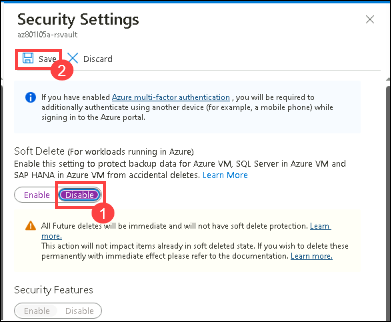 Security Settings
az801l05a-rsvault
Save
Discard
2
If you have enabled Azure multi-factor authentication , you will be required to
additionally authenticate using another device (for example, a mobile phone) while
signing in to the Azure portal.
Soft Delete (For workloads running in Azure)
Enable this setting to protect backup data for Azure VM, SQL Server in Azure VM and
SAP HANA in Azure VM from accidental deletes. Learn More
Enable Disable
1
All Future deletes will be immediate and will not have soft delete protection. Learn
more.
This action will not impact items already in soft deleted state. If you wish to delete these
permanently with immediate effect please refer to the documentation. Learn more.
Security Features
Enable Disable